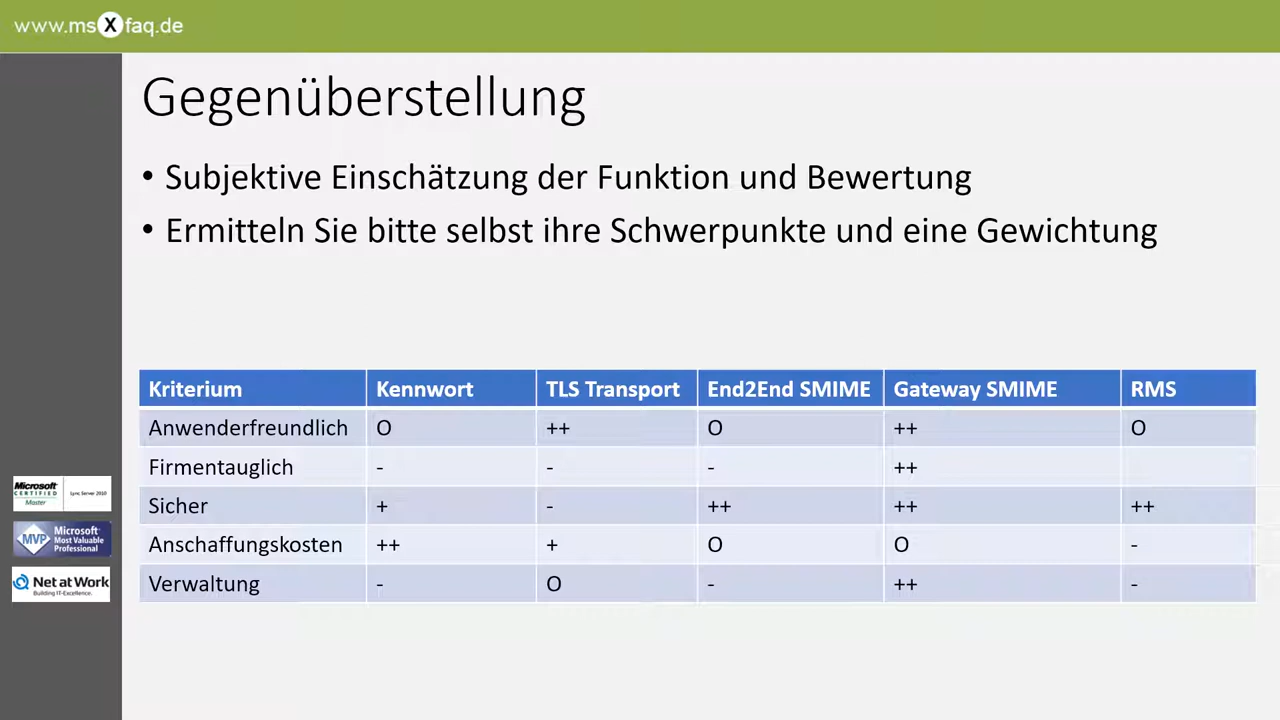 www.msXfaq.de
Gegenüberstellung
• Subjektive Einschätzung der Funktion und Bewertung
• Ermitteln Sie bitte selbst ihre Schwerpunkte und eine Gewichtung
Kriterium Kennwort TLS Transport End2End SMIME Gateway SMIME RMS
Anwenderfreundlich O ++ O ++ O
Firmentauglich - - - ++
Sicher + - ++ ++ ++
Anschaffungskosten ++ + O O -
Verwaltung - O - ++ -
Microsoft
CERTIFIED
Master
Lync Server 2010
MVP
Microsoft
Most Valuable
Professional
Net at Work
Building IT-Excellence.